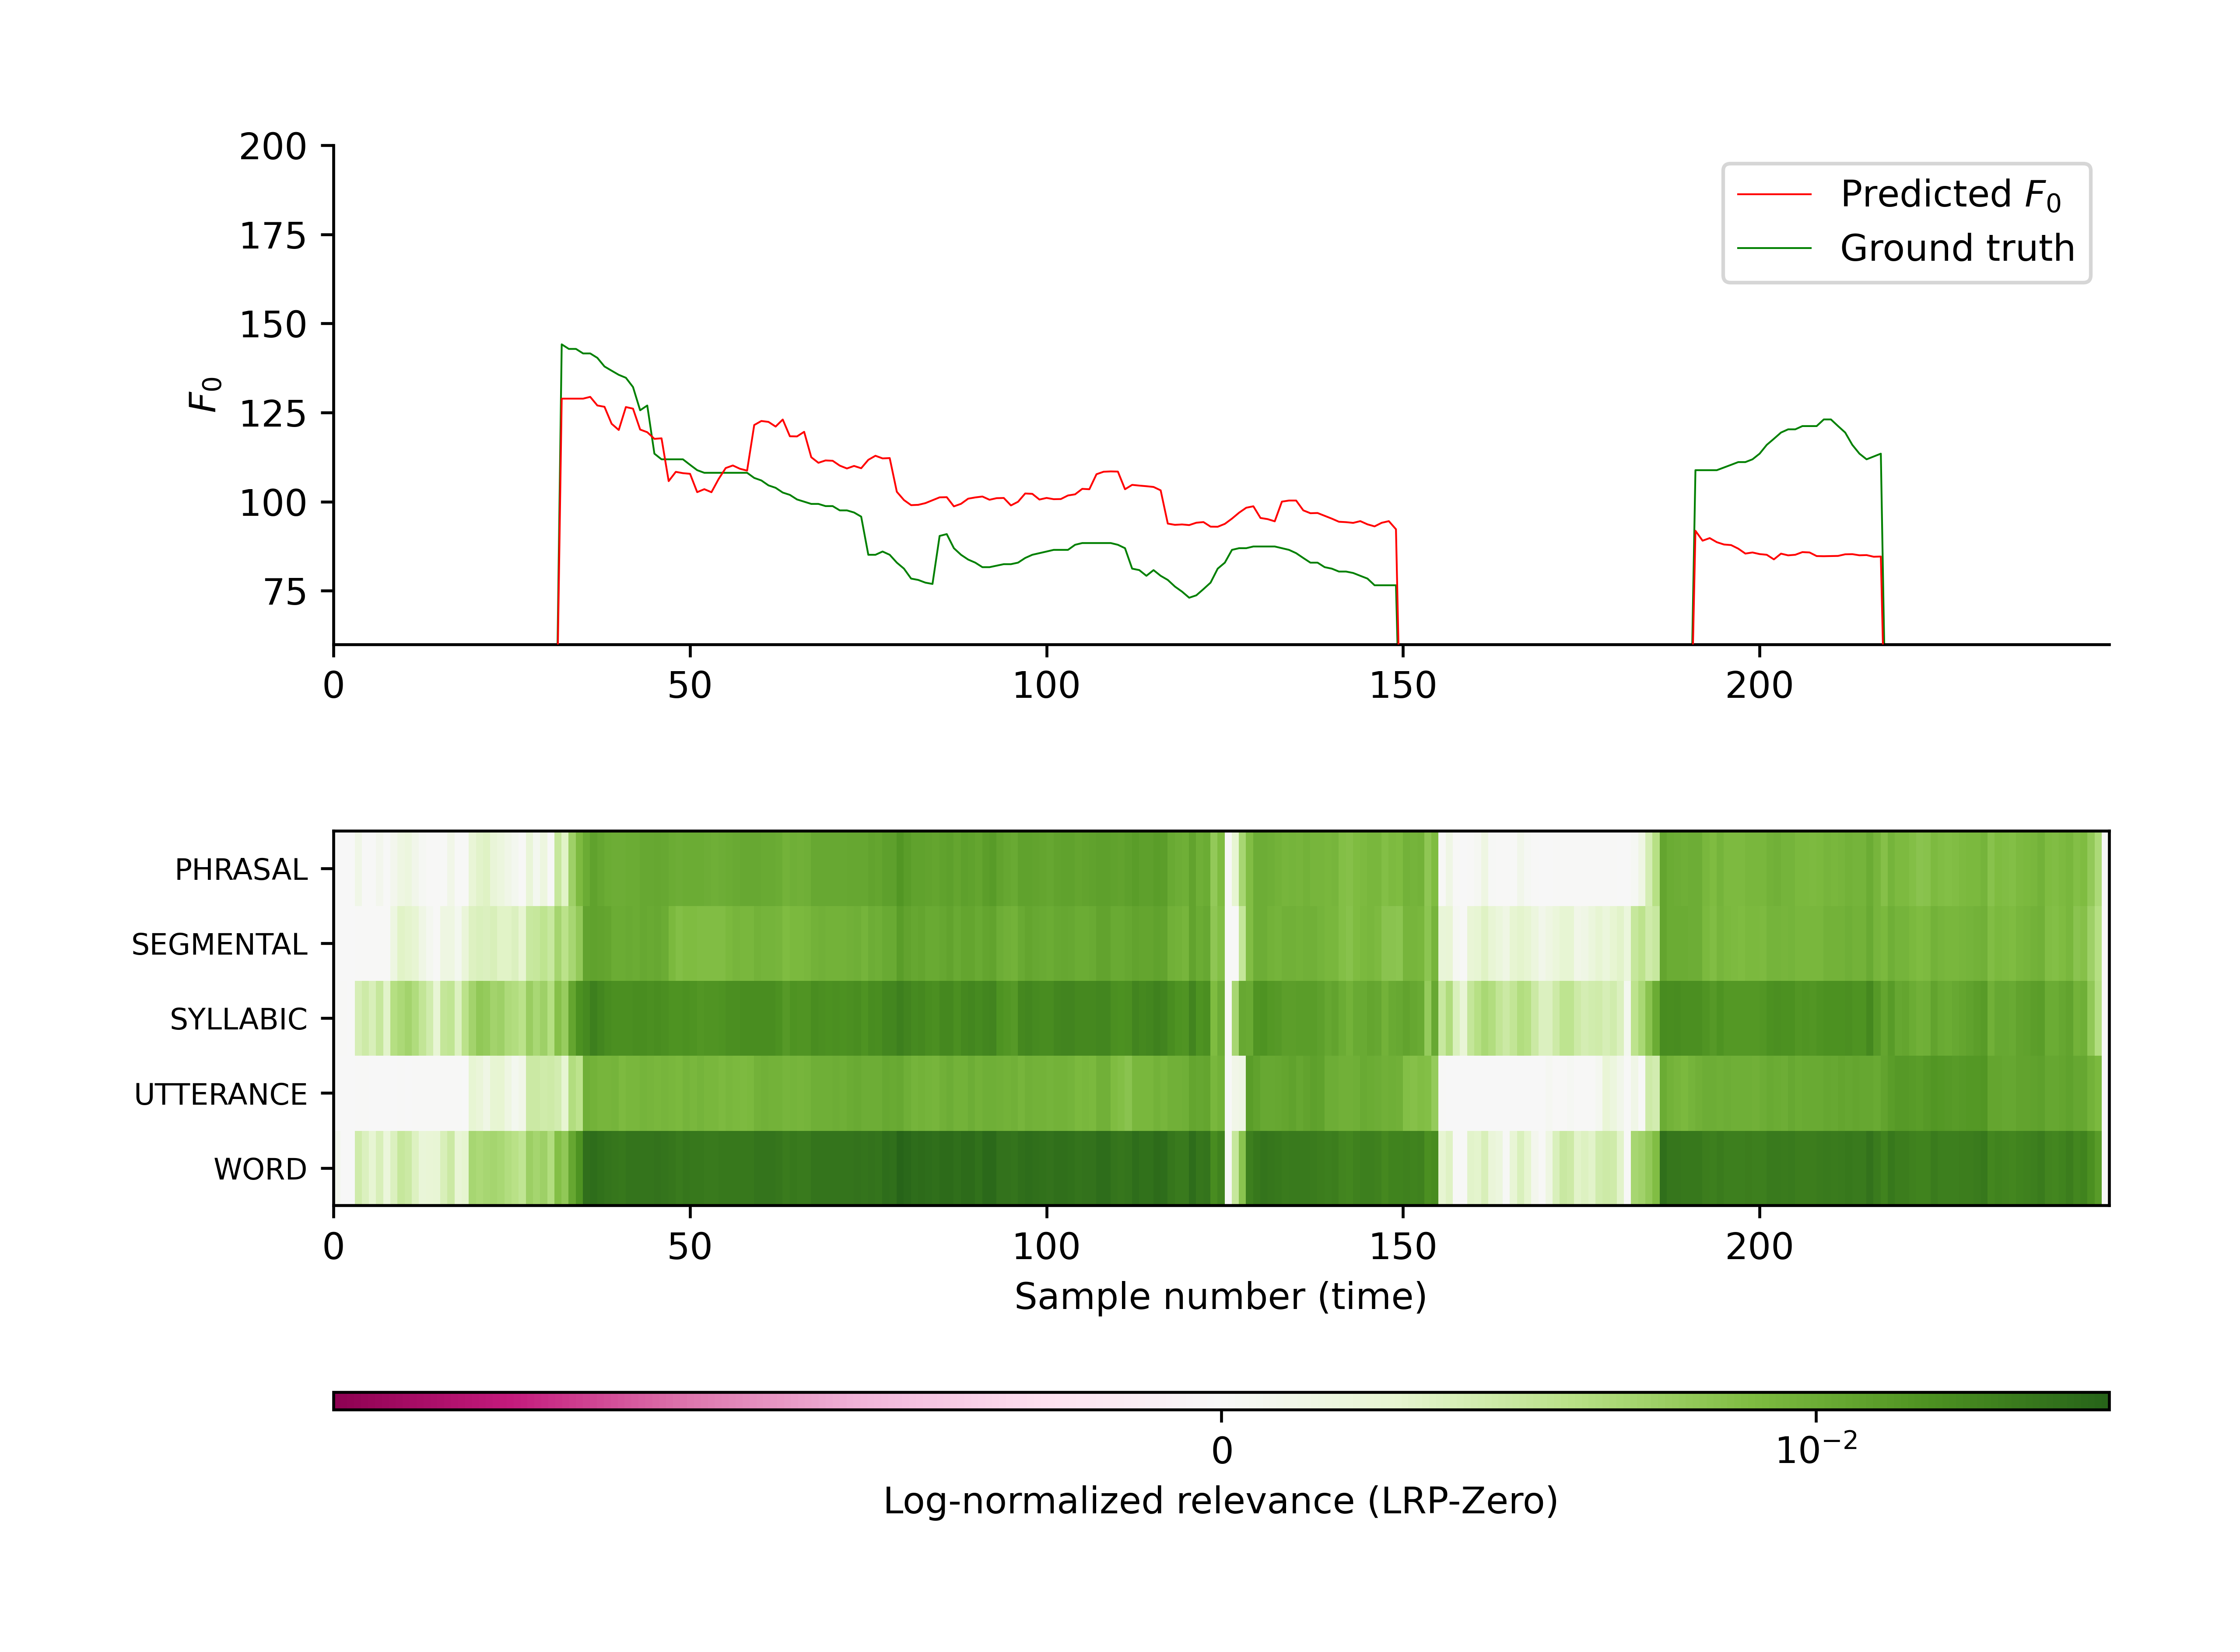 200
175
150
125
100
75
F₀
Predicted F₀
Ground truth
0 50 100 150 200
PHRASAL
SEGMENTAL
SYLLABIC
UTTERANCE
WORD
0 50 100 150 200
Sample number (time)
0 10⁻²
Log-normalized relevance (LRP-Zero)